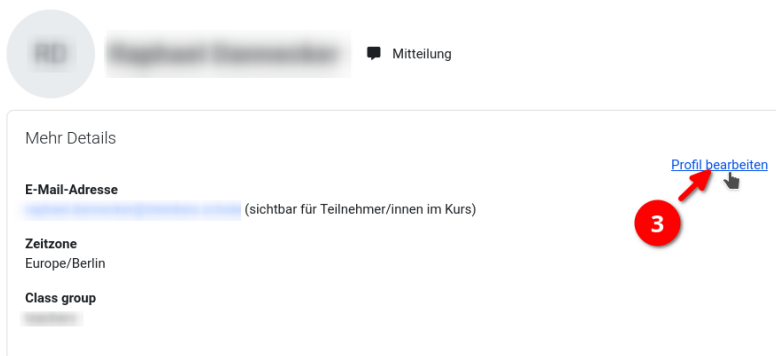 Mitteilung
Mehr Details
Profil bearbeiten
E-Mail-Adresse
(sichtbar für Teilnehmer/innen im Kurs)
3
Zeitzone
Europe/Berlin
Class group